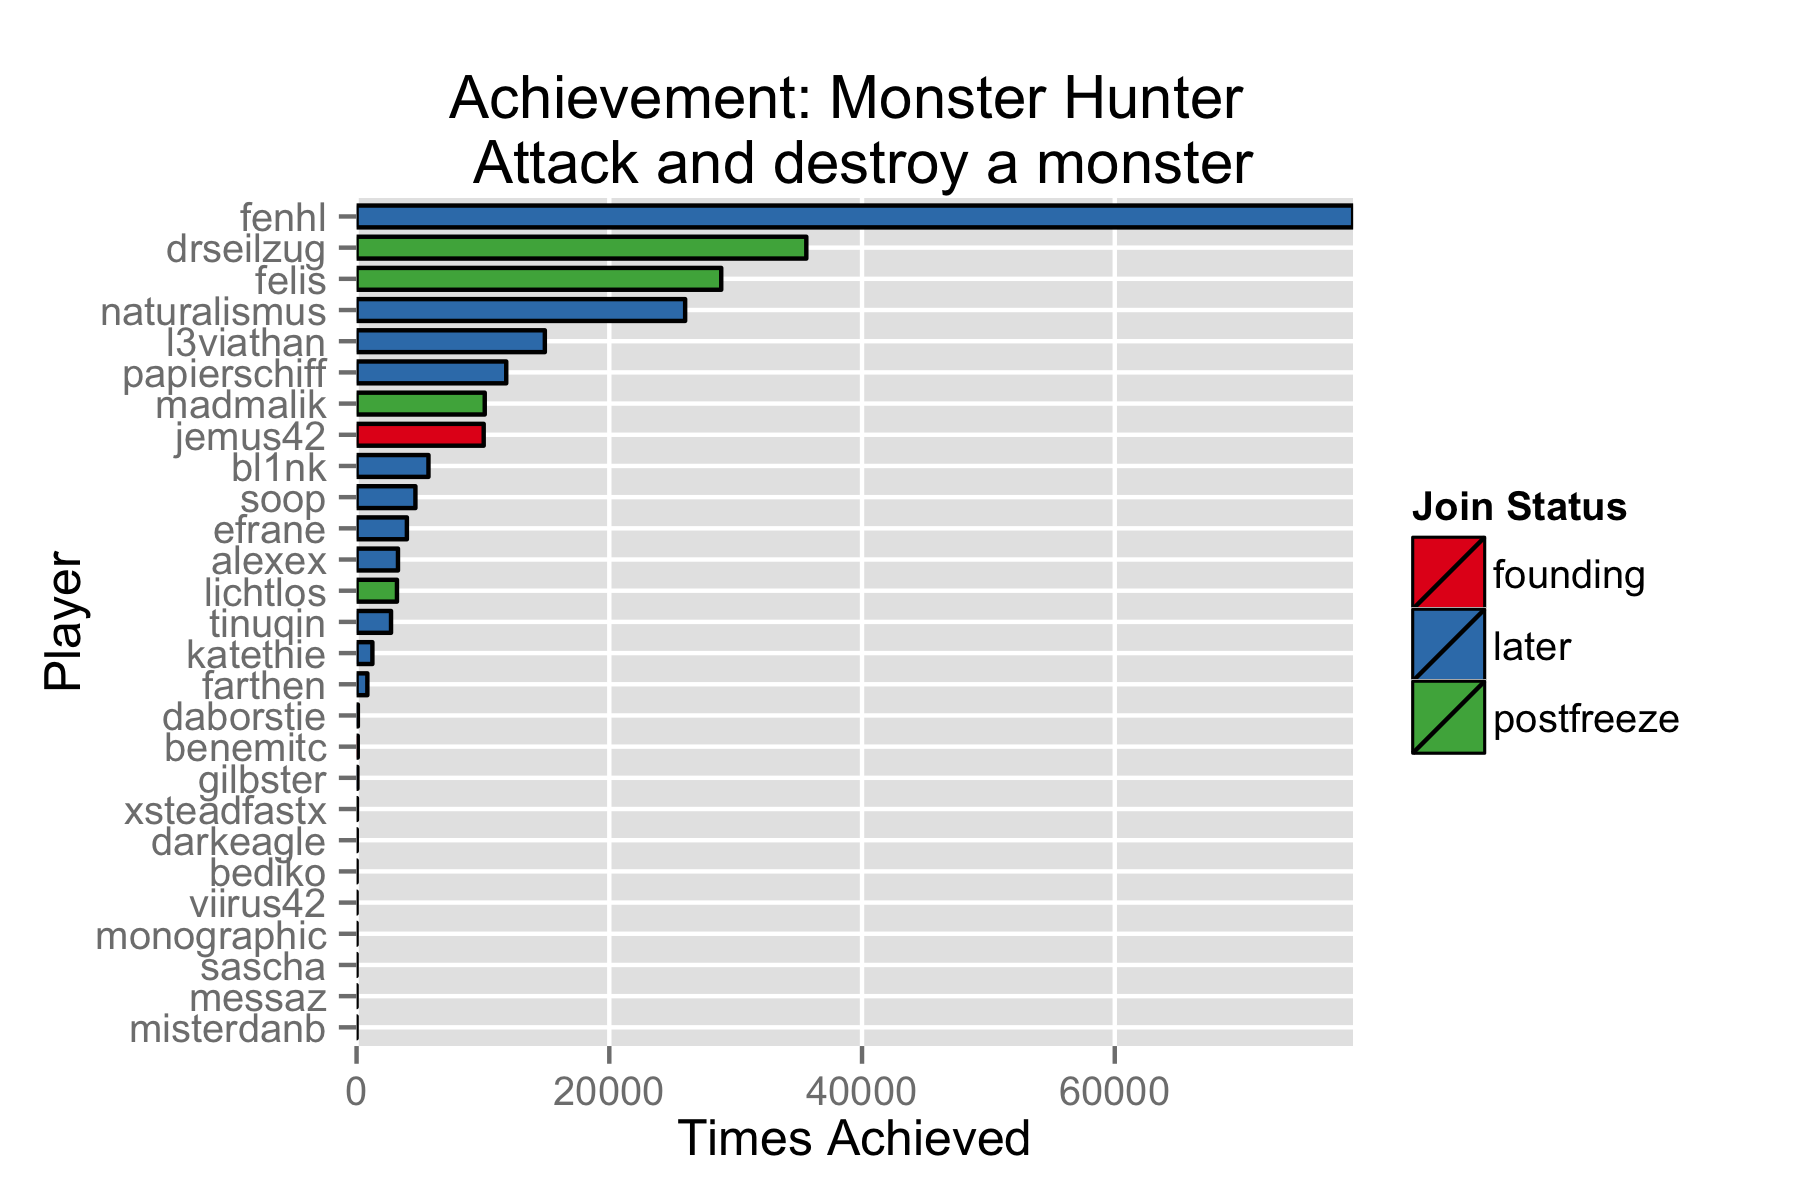 Achievement: Monster Hunter
Attack and destroy a monster
Player
fenhl
drseilzug
felis
naturalismus
l3viathan
papierschiff
madmalik
jemus42
bl1nk
soop
efrane
alexex
lichtlos
tinuqin
katethie
farthen
daborstie
benemitc
gilbster
xsteadfastx
darkeagle
bediko
viirus42
monographic
sascha
messaz
misterdanb
0 20000 40000 60000
Times Achieved
Join Status
founding
later
postfreeze